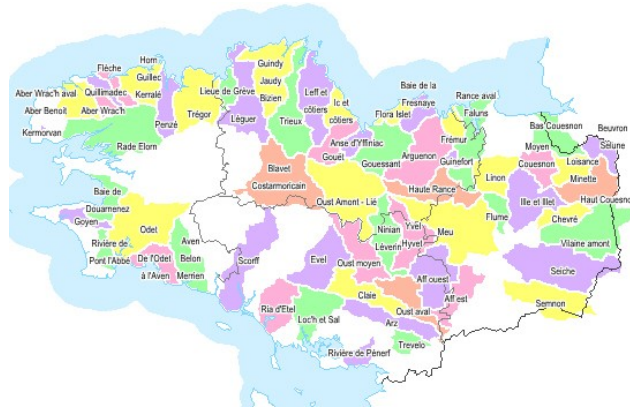 Flèche
Horn
Aber Wrac'h aval
Quillimadec
Guillec
Kerralé
Aber Benoit
Aber Wrac'h
Kermorvan
Penzé
Trégor
Rade Elorn
Lieue de Grève
Guindy
Jaudy
Bizien
Léguer
Trieux
Leff et
côtiers
Ic et
côtiers
Anse d'Yffiniac
Gouët
Gouessant
Flora Islet
Baie de la
Fresnaye
Arguenon
Rance aval
Faluns
Frémur
Guinefort
Bas Couesnon
Beuvron
Selune
Moyen
Couesnon
Loisance
Minette
Haut Couesnon
Blavet
Costarmoricain
Oust Amont - Lié
Haute Rance
Linon
Ille et Illet
Chevré
Flume
Vilaine amont
Meu
Seiche
Semnon
Baie de
Douarnenez
Goyen
Odet
Rivière de
Pont l'Abbé
De l'Odet
à l'Aven
Aven
Belon
Merrien
Scorff
Evel
Ninian
Léverin
Yvel
Hyvet
Oust moyen
Claie
Aff ouest
Aff est
Oust aval
Arz
Ria d'Etel
Loc'h et Sal
Trevelo
Rivière de Pénerf